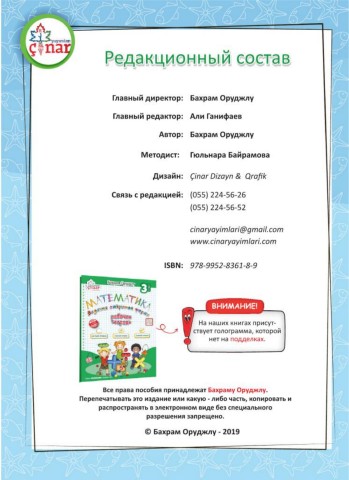 Çınar
Редакционный состав
Главный директор: Бахрам Оруджлу
Главный редактор: Али Ганифаев
Автор: Бахрам Оруджлу
Методист: Гюльнара Байрамова
Дизайн: Çinar Dizayn & Qrafik
Связь с редакцией: (055) 224-56-26
(055) 224-56-52
cinaryayimlari@gmail.com
www.cinaryayimlari.com
ISBN: 978-9952-8361-8-9
3
МАТЕМАТИКА
ВНИМАНИЕ!
На наших книгах присут-
ствует голограмма, которой
нет на подделках.
Все права пособия принадлежат Бахраму Оруджлу.
Перепечатывать это издание или какую - либо часть, копировать и
распространять в электронном виде без специального
разрешения запрещено.
© Бахрам Оруджлу - 2019